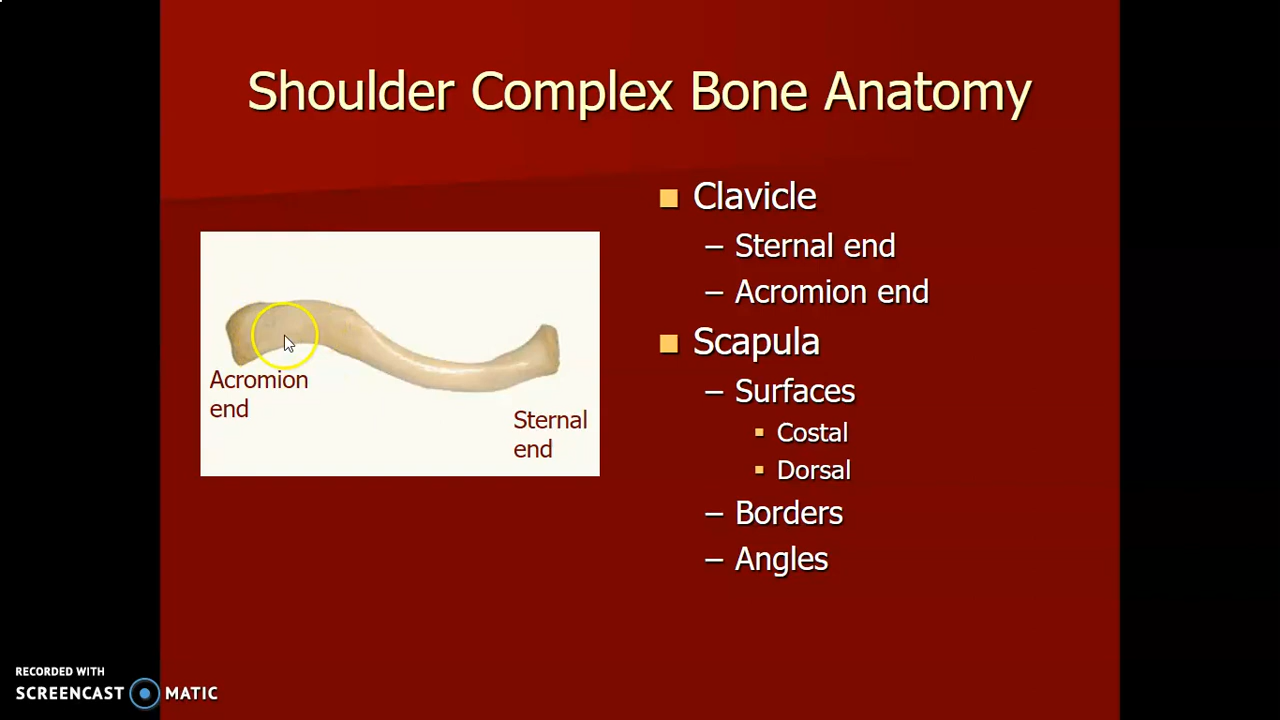 Shoulder Complex Bone Anatomy
Acromion
end
Sternal
end
■ Clavicle
– Sternal end
– Acromion end
■ Scapula
– Surfaces
▪ Costal
▪ Dorsal
– Borders
– Angles
RECORDED WITH
SCREENCAST MATIC